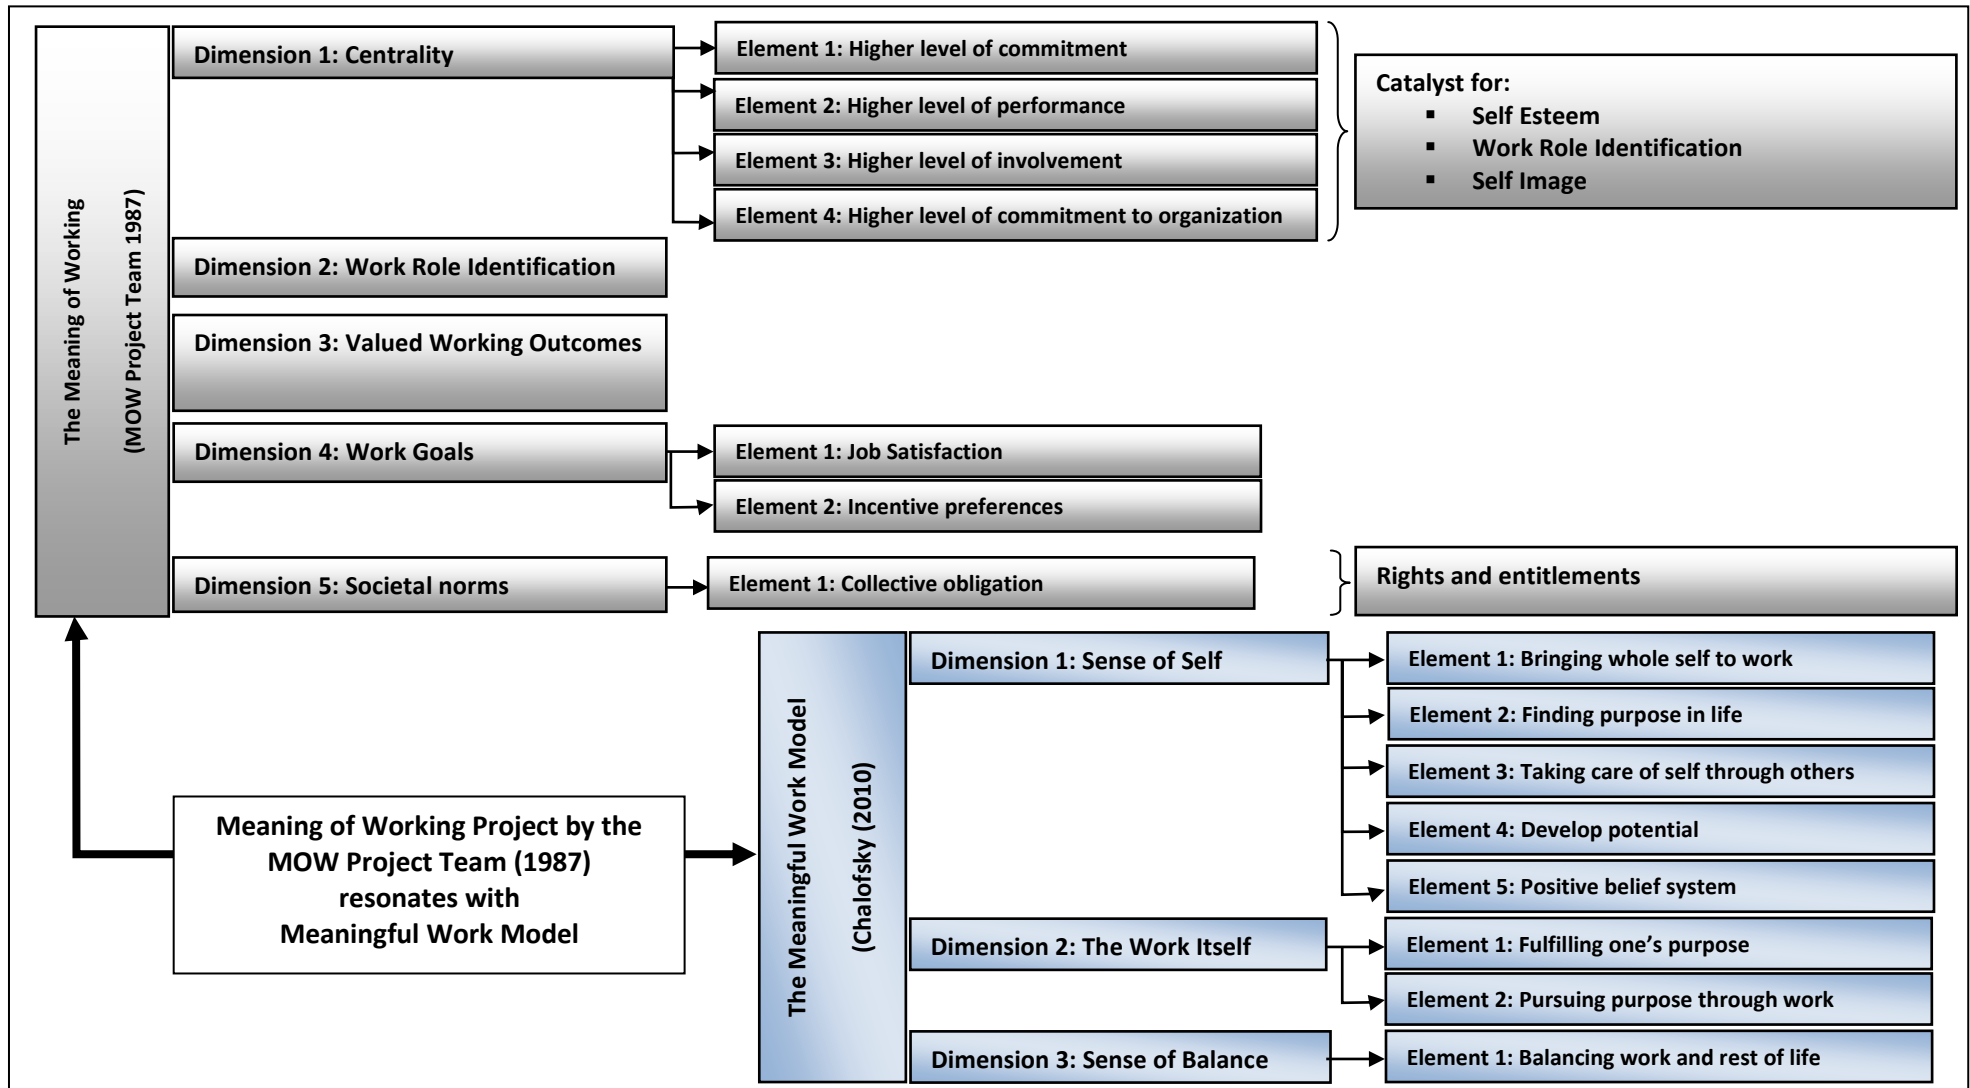 The Meaning of Working
(MOW Project Team 1987)
Dimension 1: Centrality
Element 1: Higher level of commitment
Element 2: Higher level of performance
Element 3: Higher level of involvement
Element 4: Higher level of commitment to organization
Catalyst for:
▪ Self Esteem
▪ Work Role Identification
▪ Self Image
Dimension 2: Work Role Identification
Dimension 3: Valued Working Outcomes
Dimension 4: Work Goals
Element 1: Job Satisfaction
Element 2: Incentive preferences
Dimension 5: Societal norms
Element 1: Collective obligation
Rights and entitlements
Meaning of Working Project by the
MOW Project Team (1987)
resonates with
Meaningful Work Model
The Meaningful Work Model
(Chalofsky (2010)
Dimension 1: Sense of Self
Element 1: Bringing whole self to work
Element 2: Finding purpose in life
Element 3: Taking care of self through others
Element 4: Develop potential
Element 5: Positive belief system
Dimension 2: The Work Itself
Element 1: Fulfilling one’s purpose
Element 2: Pursuing purpose through work
Dimension 3: Sense of Balance
Element 1: Balancing work and rest of life